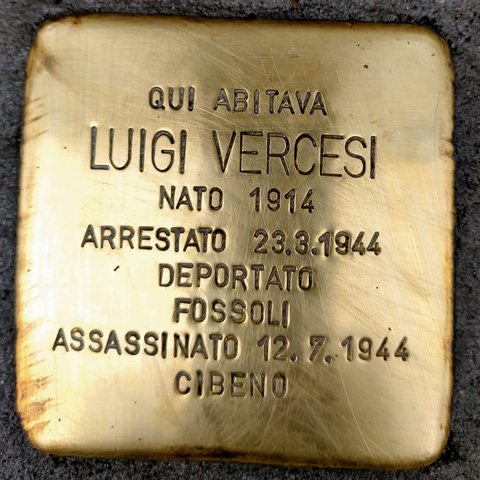 QUI ABITAVA
LUIGI VERCESI
NATO 1914
ARRESTATO 23.3.1944
DEPORTATO
FOSSOLI
ASSASSINATO 12.7.1944
CIBENO